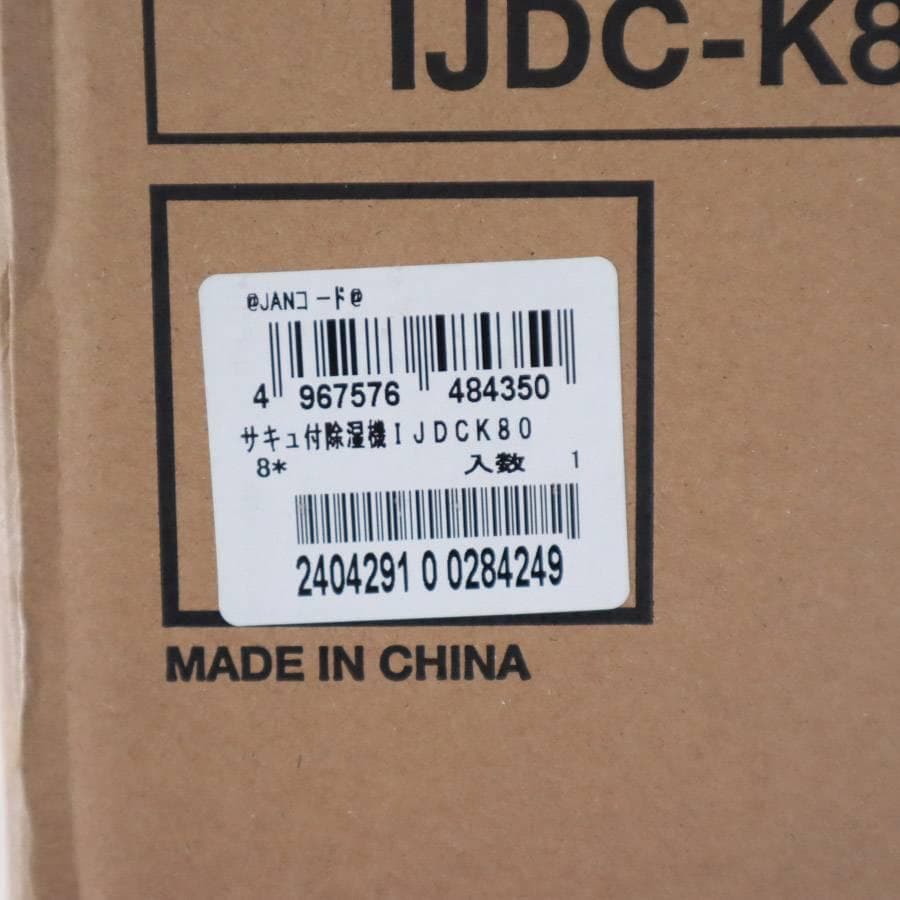 IJDC-K8
@JANコード@
4 967576 484350
サキュ付除湿機IJDCK80
8* 入数 1
2404291 0 0284249
MADE IN CHINA